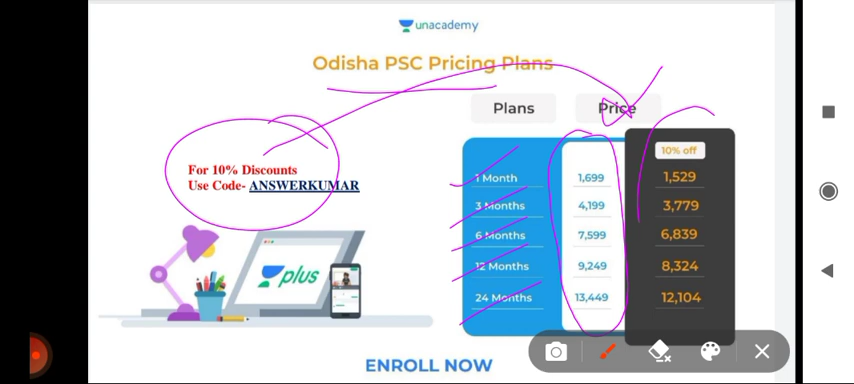 unacademy
Odisha PSC Pricing Plans
Plans Price
For 10% Discounts
Use Code- ANSWERKUMAR
10% off
1 Month 1,699 1,529
3 Months 4,199 3,779
6 Months 7,599 6,839
12 Months 9,249 8,324
24 Months 13,449 12,104
plus
ENROLL NOW